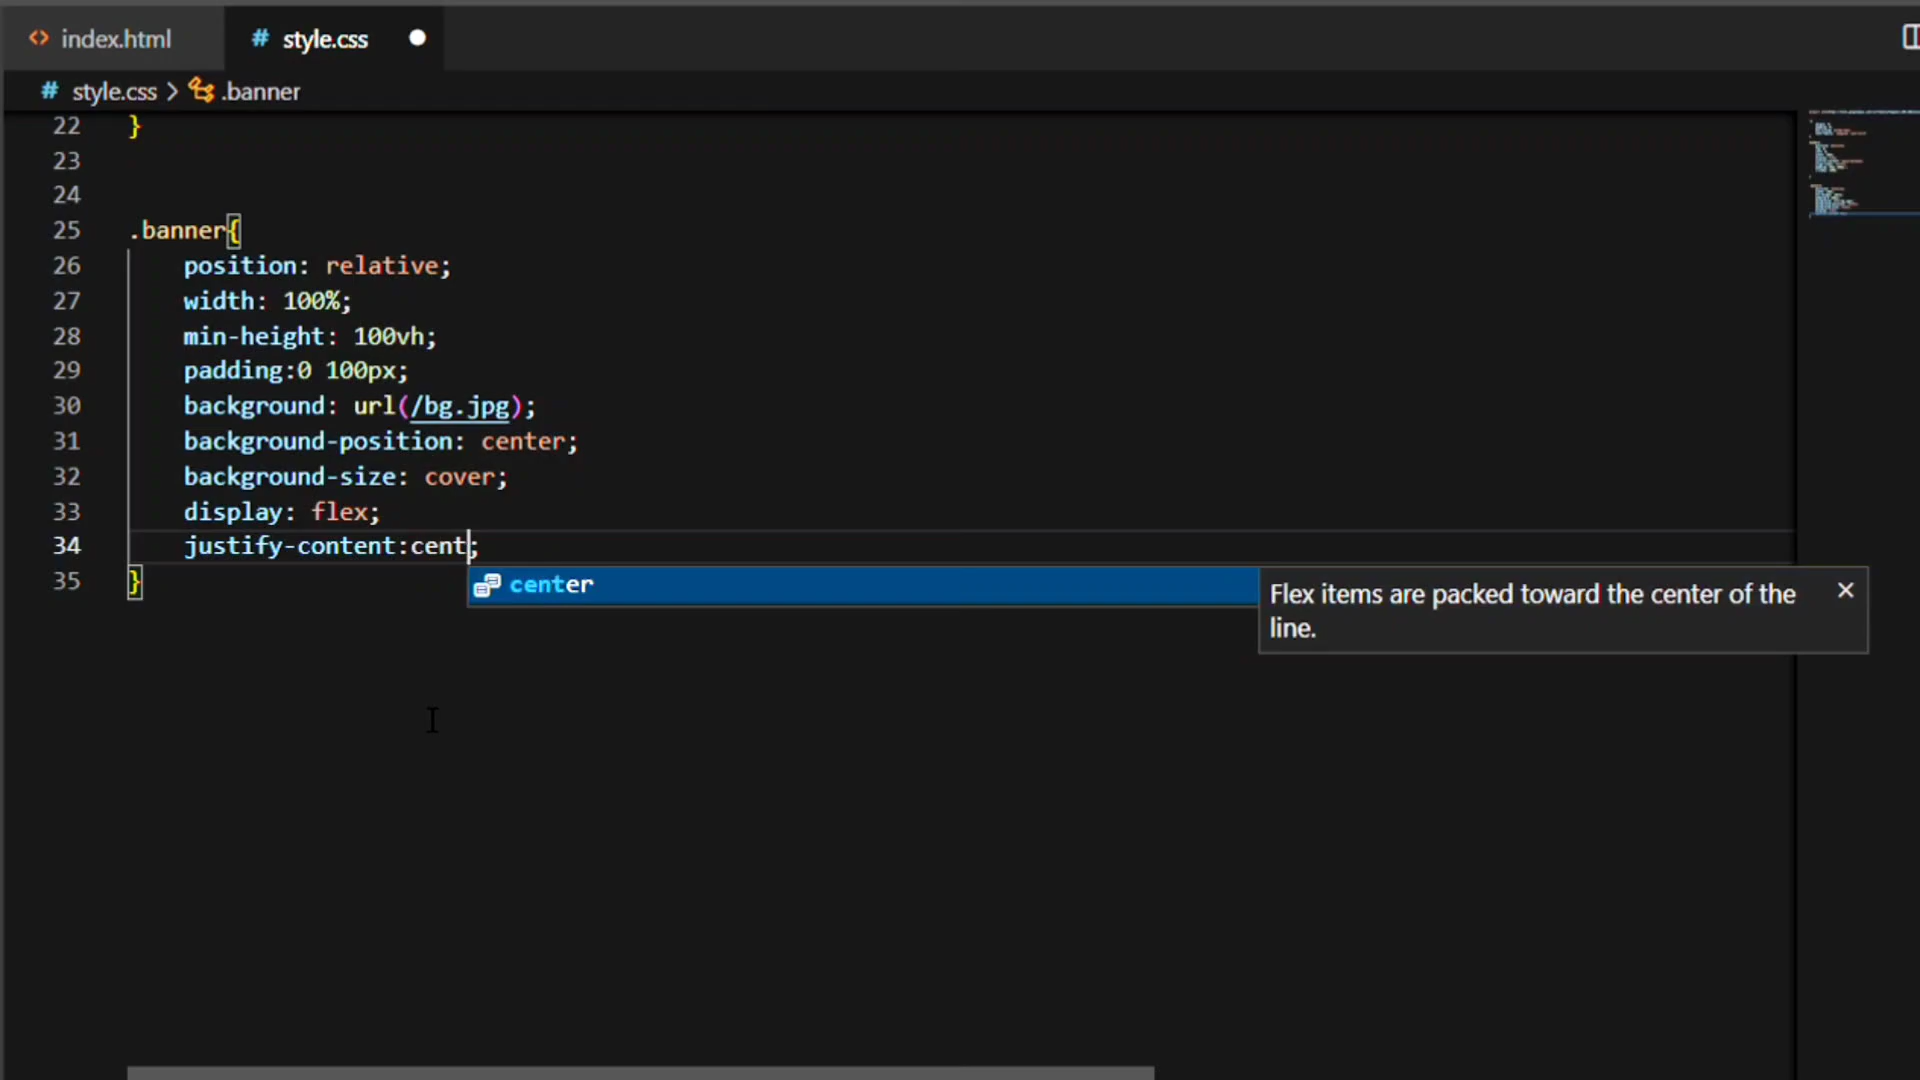 <> index.html # style.css
# style.css > .banner
22 }
23
24
25 .banner{
26 position: relative;
27 width: 100%;
28 min-height: 100vh;
29 padding:0 100px;
30 background: url(/bg.jpg);
31 background-position: center;
32 background-size: cover;
33 display: flex;
34 justify-content:cent;
35 }
center
Flex items are packed toward the center of the
line.